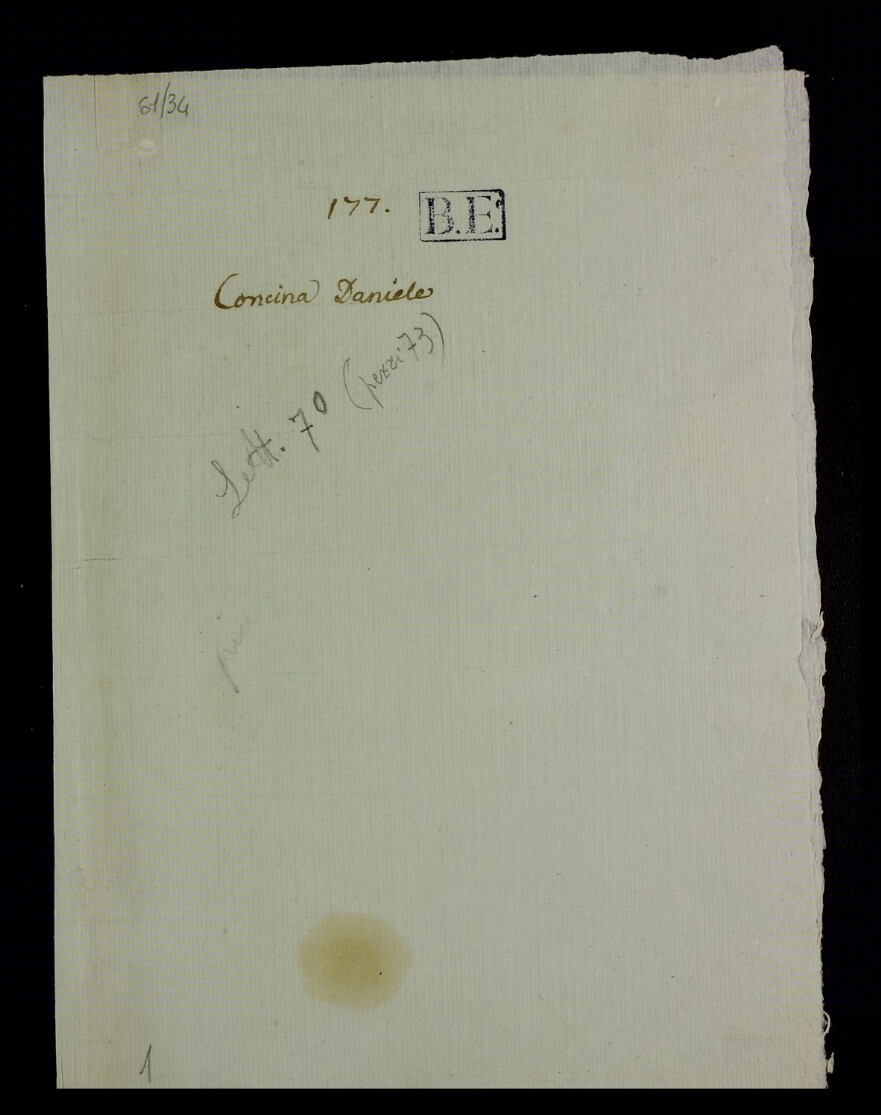 61/34
177. B.E.
Concina Daniele
Lett. 70 (pezzi 73)
1